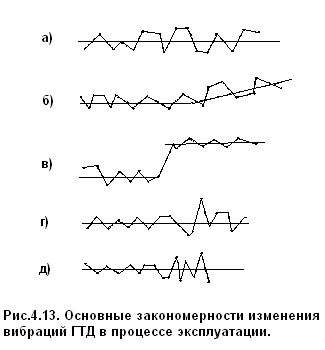 а)
б)
в)
г)
д)
Рис.4.13. Основные закономерности изменения
вибраций ГТД в процессе эксплуатации.